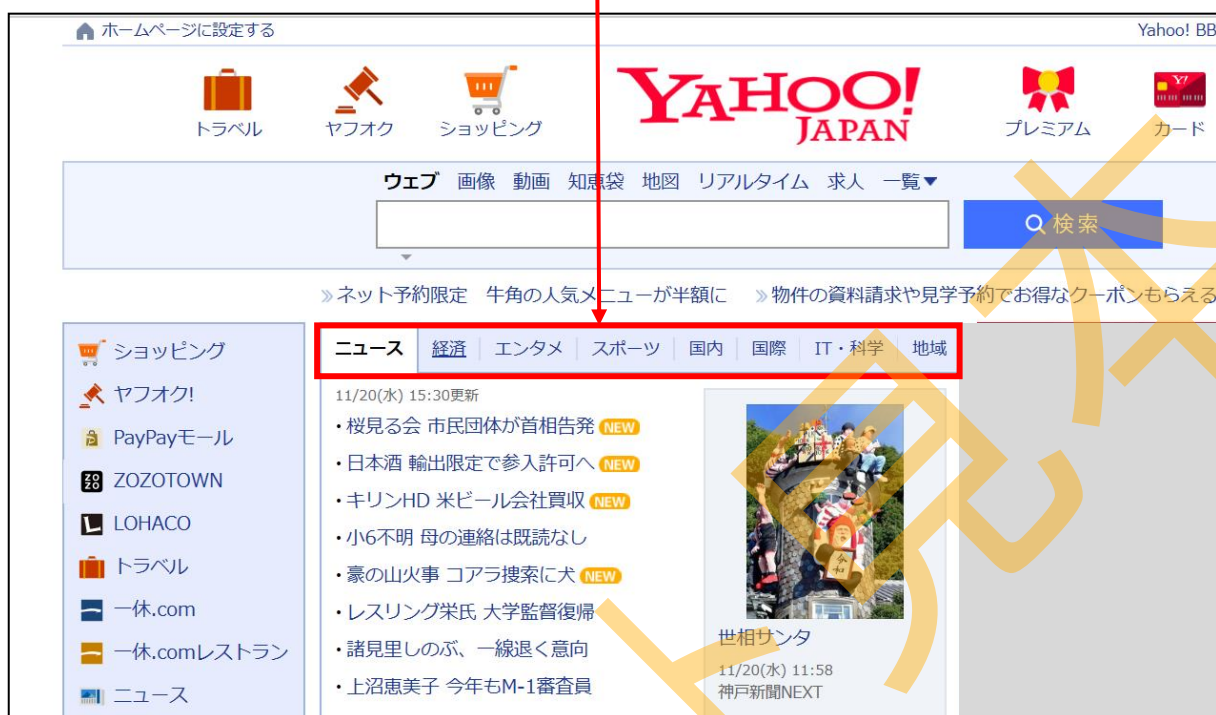 ホームページに設定する
Yahoo! BB
トラベル
ヤフオク
ショッピング
YAHOO!
JAPAN
プレミアム
カード
ウェブ 画像 動画 知恵袋 地図 リアルタイム 求人 一覧▼
検索
≫ネット予約限定 牛角の人気メニューが半額に ≫物件の資料請求や見学予約でお得なクーポンもらえる
ショッピング
ヤフオク!
PayPayモール
ZOZOTOWN
LOHACO
トラベル
一休.com
一休.comレストラン
ニュース
ニュース 経済 エンタメ スポーツ 国内 国際 IT・科学 地域
11/20(水) 15:30更新
・桜見る会 市民団体が首相告発 NEW
・日本酒 輸出限定で参入許可へ NEW
・キリンHD 米ビール会社買収 NEW
・小6不明 母の連絡は既読なし
・豪の山火事 コアラ捜索に犬 NEW
・レスリング栄氏 大学監督復帰
・諸見里しのぶ、一線退く意向
・上沼恵美子 今年もM-1審査員
令和
世相サンタ
11/20(水) 11:58
神戸新聞NEXT
見本